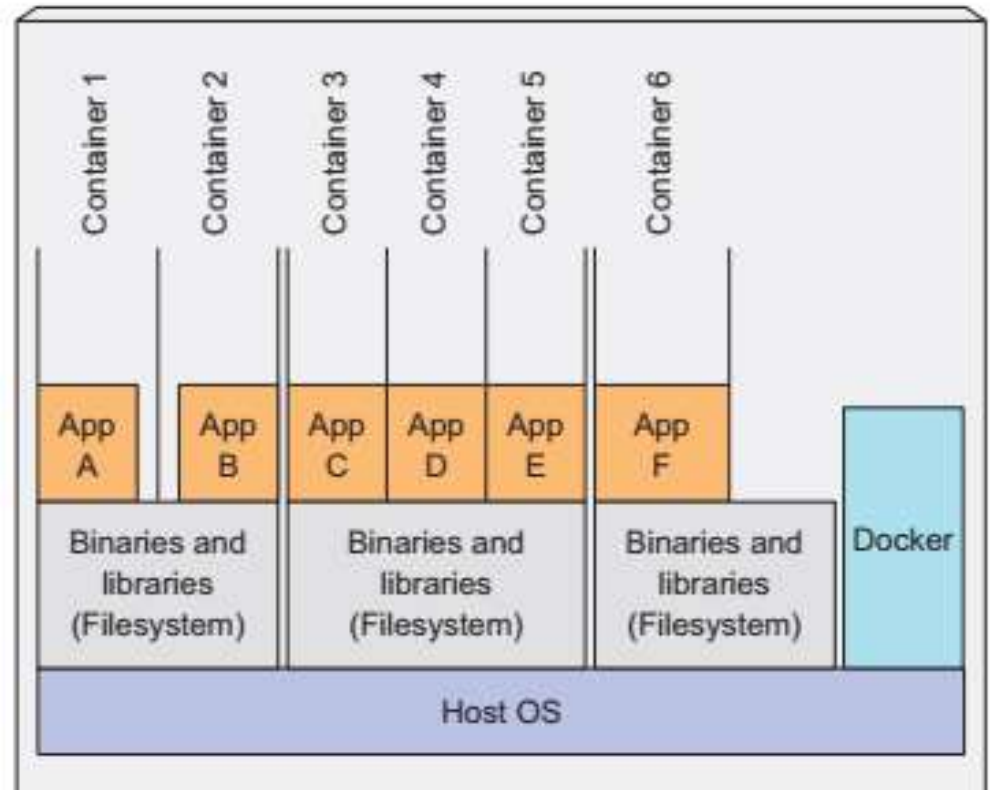 Container 1
Container 2
Container 3
Container 4
Container 5
Container 6
App
A
App
B
App
C
App
D
App
E
App
F
Binaries and
libraries
(Filesystem)
Binaries and
libraries
(Filesystem)
Binaries and
libraries
(Filesystem)
Docker
Host OS